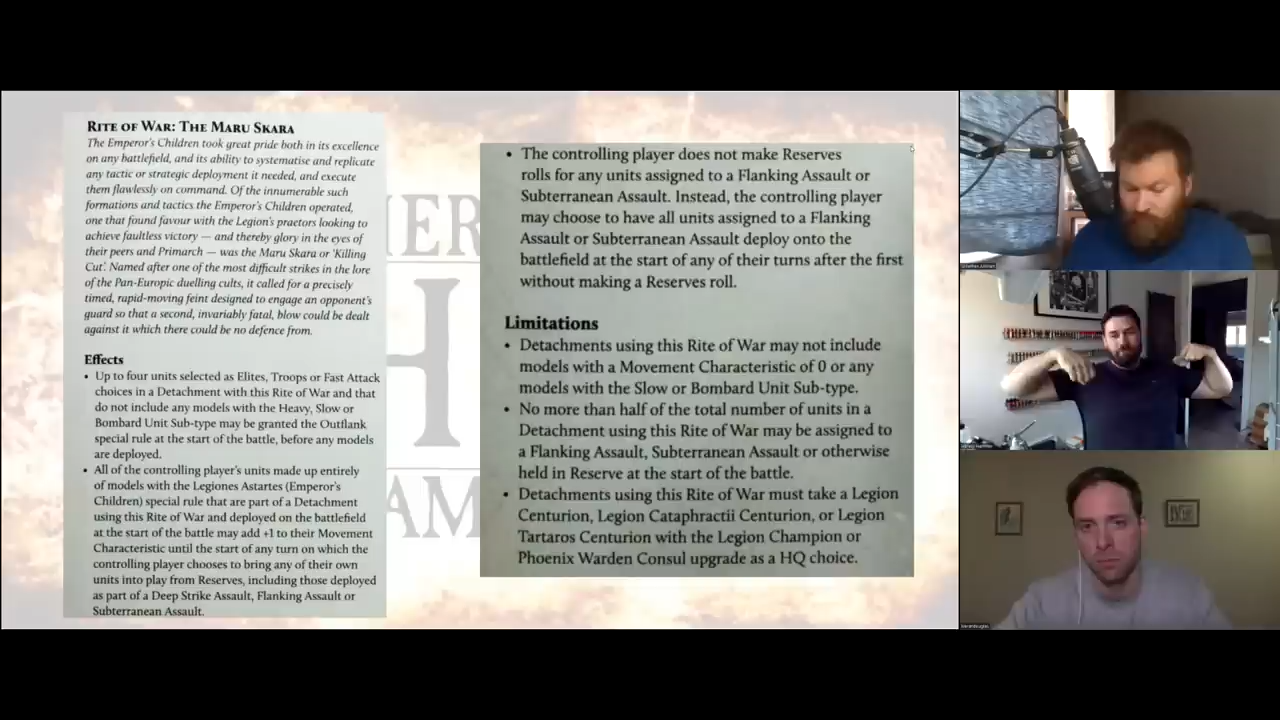 RITE OF WAR: THE MARU SKARA
The Emperor's Children took great pride both in its excellence
on any battlefield, and its ability to systematise and replicate
any tactic or strategic deployment it needed, and execute
them flawlessly on command. Of the innumerable such
formations and tactics the Emperor's Children operated,
one that found favour with the Legion's praetors looking to
achieve faultless victory — and thereby glory in the eyes of
their peers and Primarch — was the Maru Skara or 'Killing
Cut'. Named after one of the most difficult strikes in the lore
of the Pan-Europic duelling cults, it called for a precisely
timed, rapid-moving feint designed to engage an opponent's
guard so that a second, invariably fatal, blow could be dealt
against it which there could be no defence from.
Effects
• Up to four units selected as Elites, Troops or Fast Attack
choices in a Detachment with this Rite of War and that
do not include any models with the Heavy, Slow or
Bombard Unit Sub-type may be granted the Outflank
special rule at the start of the battle, before any models
are deployed.
• All of the controlling player's units made up entirely
of models with the Legiones Astartes (Emperor's
Children) special rule that are part of a Detachment
using this Rite of War and deployed on the battlefield
at the start of the battle may add +1 to their Movement
Characteristic until the start of any turn on which the
controlling player chooses to bring any of their own
units into play from Reserves, including those deployed
as part of a Deep Strike Assault, Flanking Assault or
Subterranean Assault.
• The controlling player does not make Reserves
rolls for any units assigned to a Flanking Assault or
Subterranean Assault. Instead, the controlling player
may choose to have all units assigned to a Flanking
Assault or Subterranean Assault deploy onto the
battlefield at the start of any of their turns after the first
without making a Reserves roll.
Limitations
• Detachments using this Rite of War may not include
models with a Movement Characteristic of 0 or any
models with the Slow or Bombard Unit Sub-type.
• No more than half of the total number of units in a
Detachment using this Rite of War may be assigned to
a Flanking Assault, Subterranean Assault or otherwise
held in Reserve at the start of the battle.
• Detachments using this Rite of War must take a Legion
Centurion, Legion Cataphractii Centurion, or Legion
Tartaros Centurion with the Legion Champion or
Phoenix Warden Consul upgrade as a HQ choice.
HER
H
AM